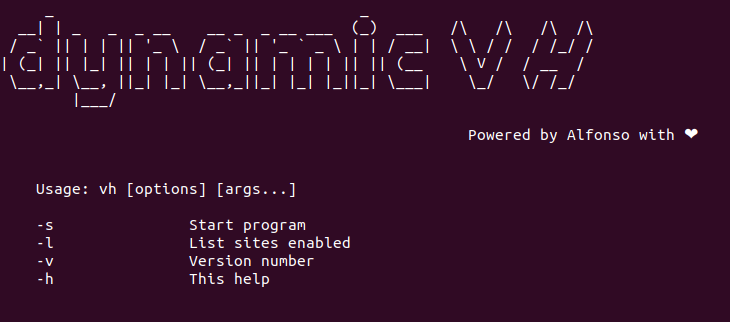 dynamic VH
Powered by Alfonso with ❤
Usage: vh [options] [args...]
-s Start program
-l List sites enabled
-v Version number
-h This help